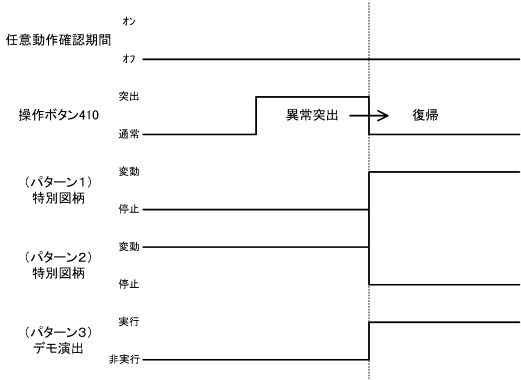 オン
任意動作確認期間
オフ
突出
操作ボタン410
異常突出
復帰
通常
変動
(パターン1)
特別図柄
停止
変動
(パターン2)
特別図柄
停止
実行
(パターン3)
デモ演出
非実行